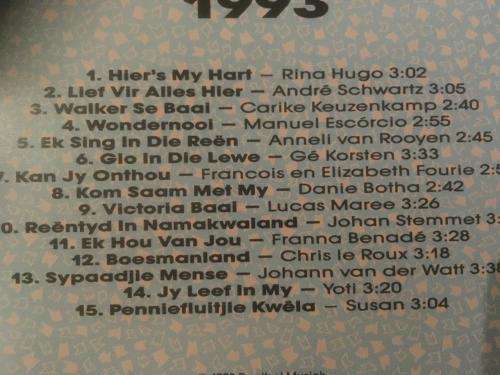 1993
1. Hier's My Hart – Rina Hugo 3:02
2. Lief Vir Alles Hier – André Schwartz 3:05
3. Walker Se Baai – Carike Keuzenkamp 2:40
4. Wondernooi – Manuel Escórcio 2:55
5. Ek Sing In Die Reën – Anneli van Rooyen 2:45
6. Glo In Die Lewe – Gé Korsten 3:33
7. Kan Jy Onthou – Francois en Elizabeth Fourie
8. Kom Saam Met My – Danie Botha 2:42
9. Victoria Baai – Lucas Maree 3:26
0. Reëntyd In Namakwaland – Johan Stemmet
11. Ek Hou Van Jou – Franna Benadé 3:28
12. Boesmanland – Chris le Roux 3:18
13. Sypaadjie Mense – Johann van der Watt
14. Jy Leef In My – Yoti 3:20
15. Penniefluitjie Kwêla – Susan 3:04